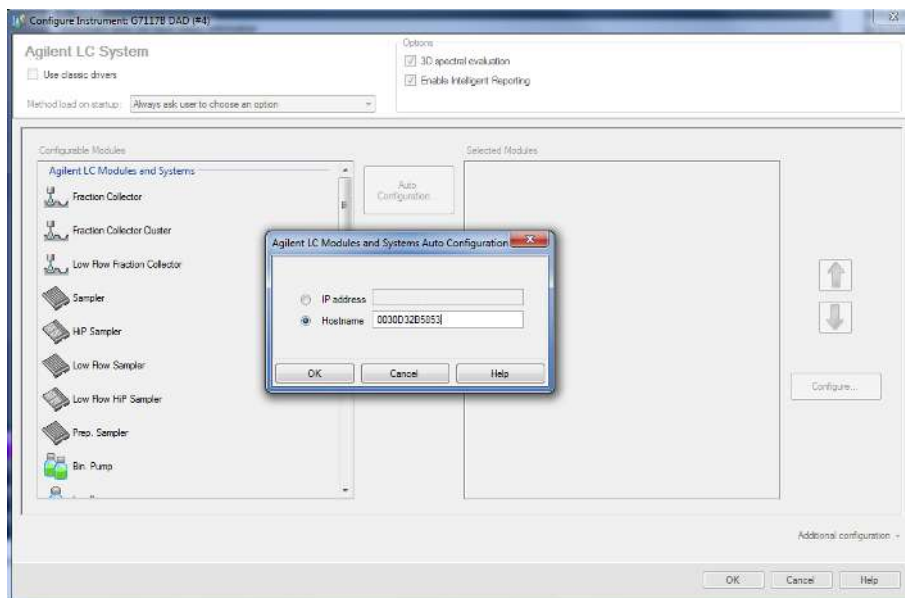 Configure Instrument: G7117B DAD (#4)
Agilent LC System
Use classic drivers
Method load on startup: Always ask user to choose an option
Options
3D spectral evaluation
Enable Intelligent Reporting
Configurable Modules
Selected Modules
Agilent LC Modules and Systems
Fraction Collector
Fraction Collector Cluster
Low Flow Fraction Collector
Sampler
HiP Sampler
Low Flow Sampler
Low Flow HiP Sampler
Prep. Sampler
Bin. Pump
Auto
Configuration...
Agilent LC Modules and Systems Auto Configuration
IP address
Hostname 0030D32B5053
OK Cancel Help
Configure...
Additional configuration
OK Cancel Help